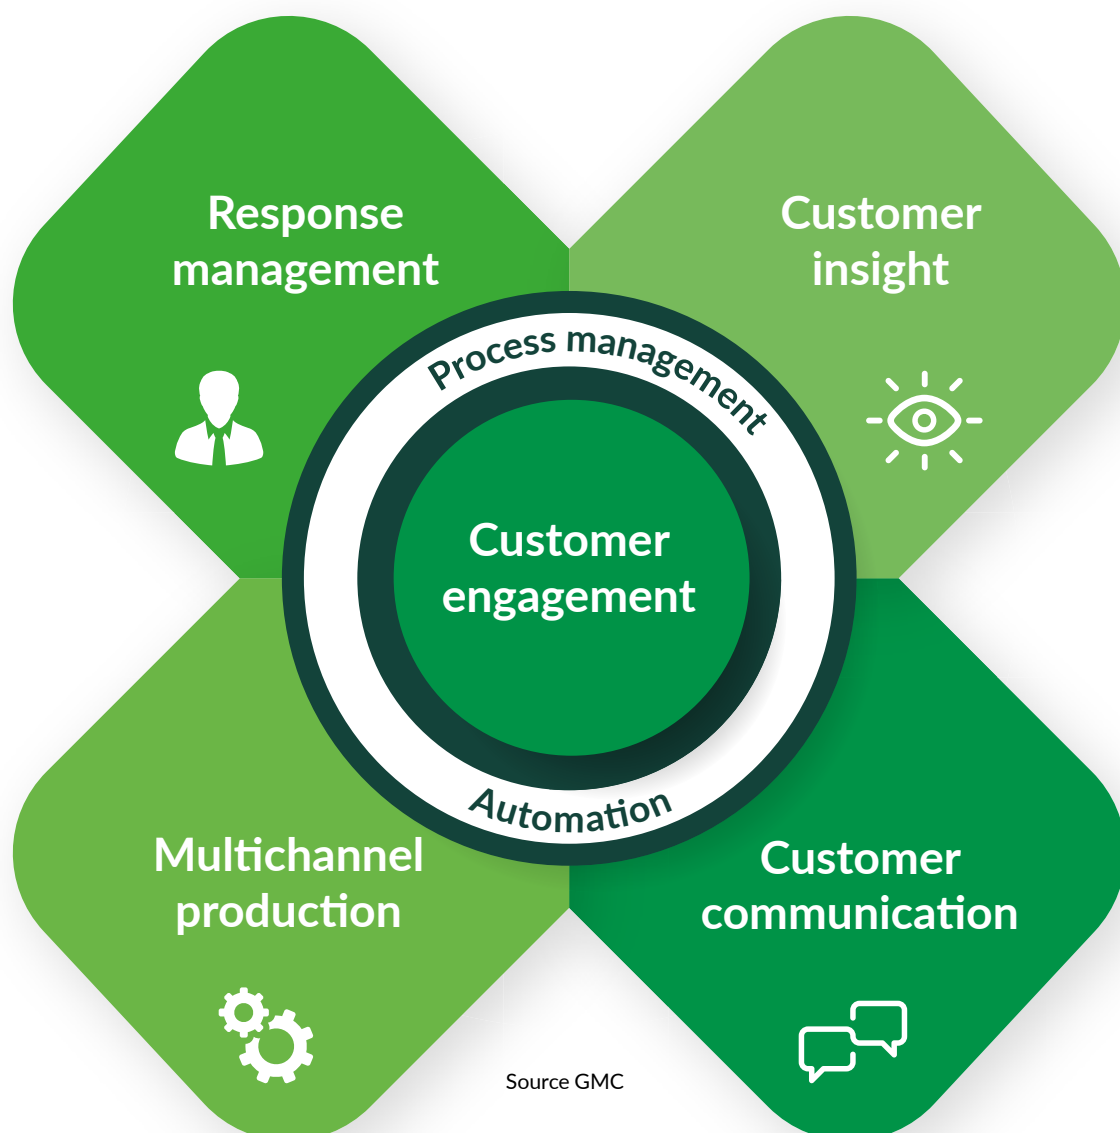 Response
management
Customer
insight
Process management
Customer
engagement
Automation
Multichannel
production
Customer
communication
Source GMC